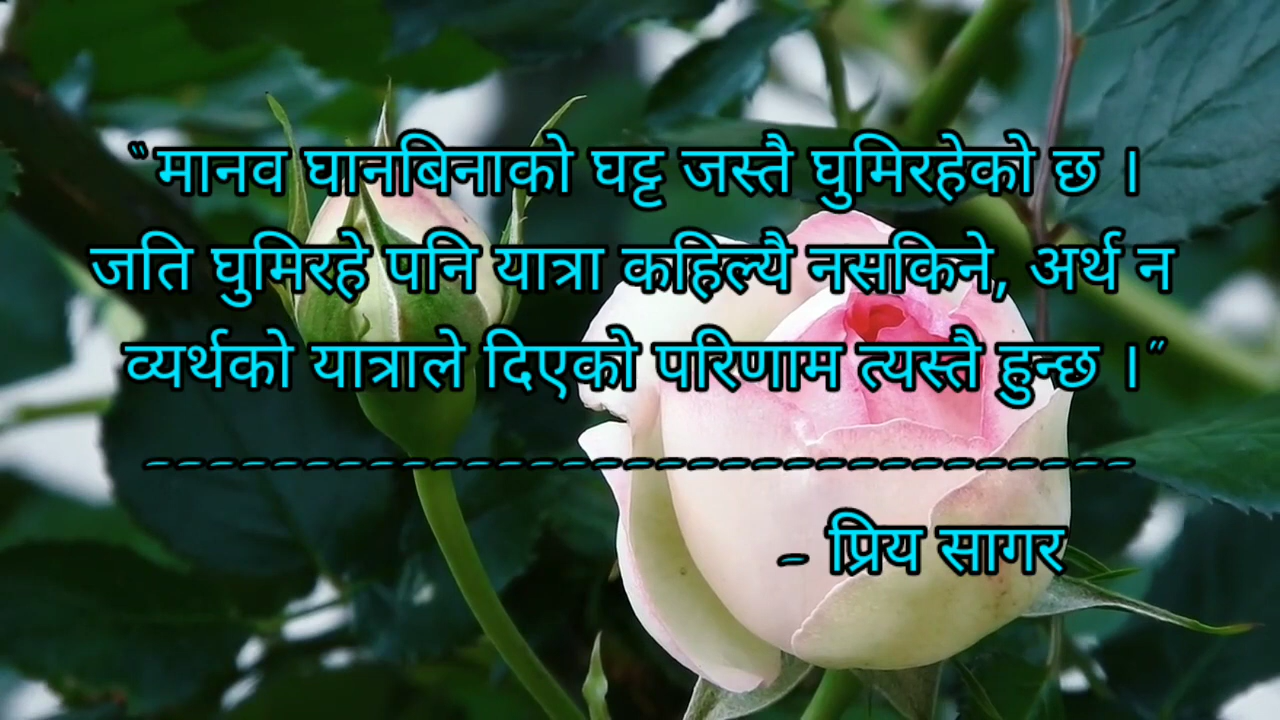 “मानव घानबिनाको घट्ट जस्तै घुमिरहेको छ ।
जति घुमिरहे पनि यात्रा कहिल्यै नसकिने, अर्थ न
व्यर्थको यात्राले दिएको परिणाम त्यस्तै हुन्छ ।”
--------------------------------
- प्रिय सागर